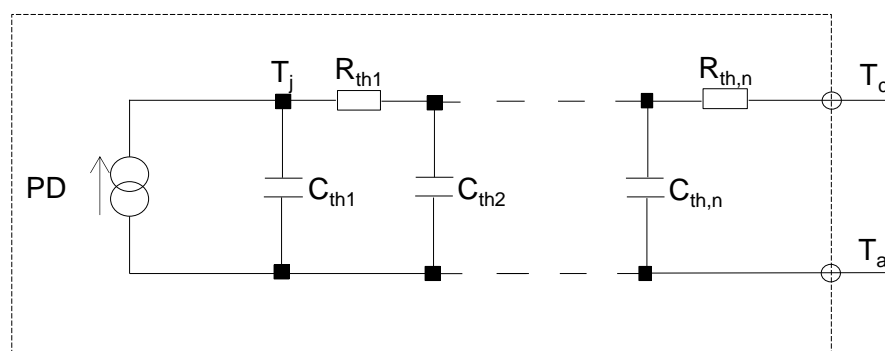 T_j R_th1 R_th,n T_c
PD C_th1 C_th2 C_th,n
T_a